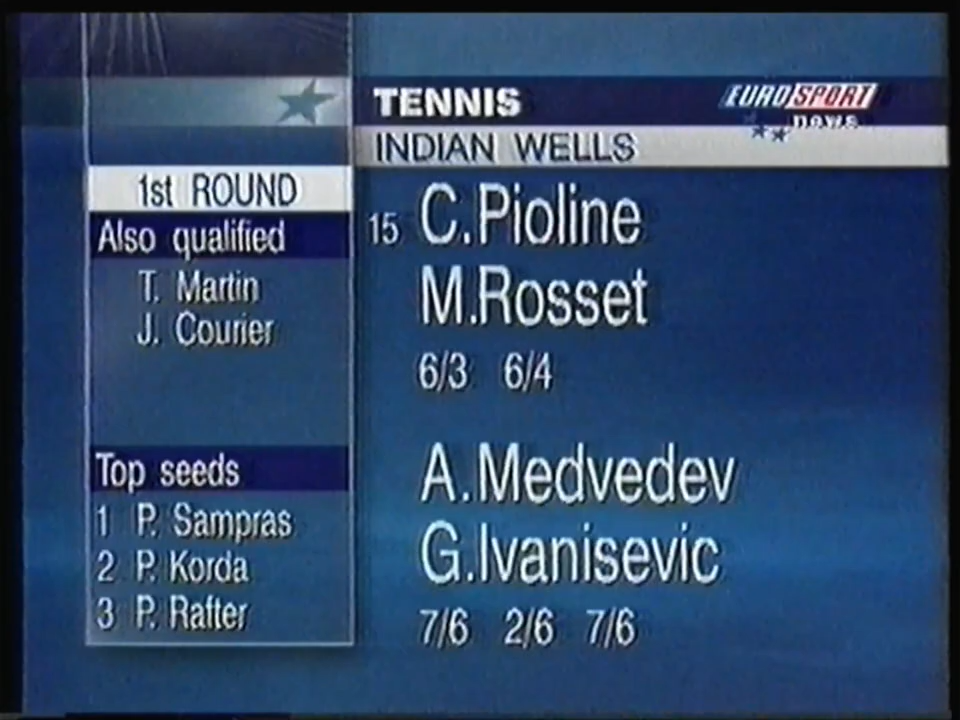 TENNIS
EUROSPORT
news
INDIAN WELLS
1st ROUND
Also qualified
T. Martin
J. Courier
Top seeds
1 P. Sampras
2 P. Korda
3 P. Rafter
15 C.Pioline
M.Rosset
6/3 6/4
A.Medvedev
G.Ivanisevic
7/6 2/6 7/6